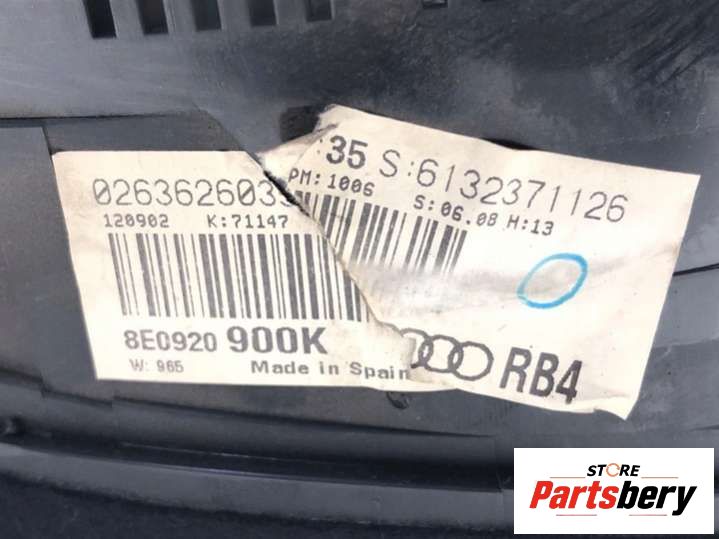 0263626035 :35 S:6132371126
120902 K:71147 PM:1006 S:06.08 H:13
8E0920 900K RB4
W: 965 Made in Spain
STORE
Partsbery